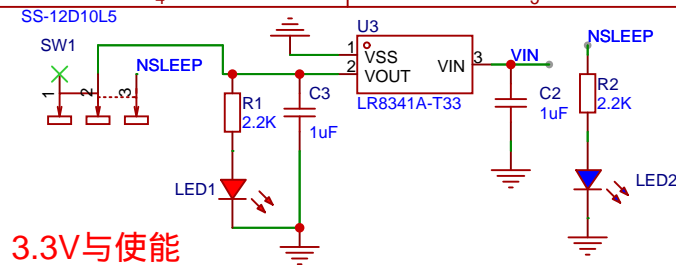 SS-12D10L5
SW1
NSLEEP
1
2
3
R1
2.2K
C3
1uF
LED1
U3
1
VSS
2
VOUT
VIN
3
LR8341A-T33
VIN
C2
1uF
NSLEEP
R2
2.2K
LED2
3.3V与使能